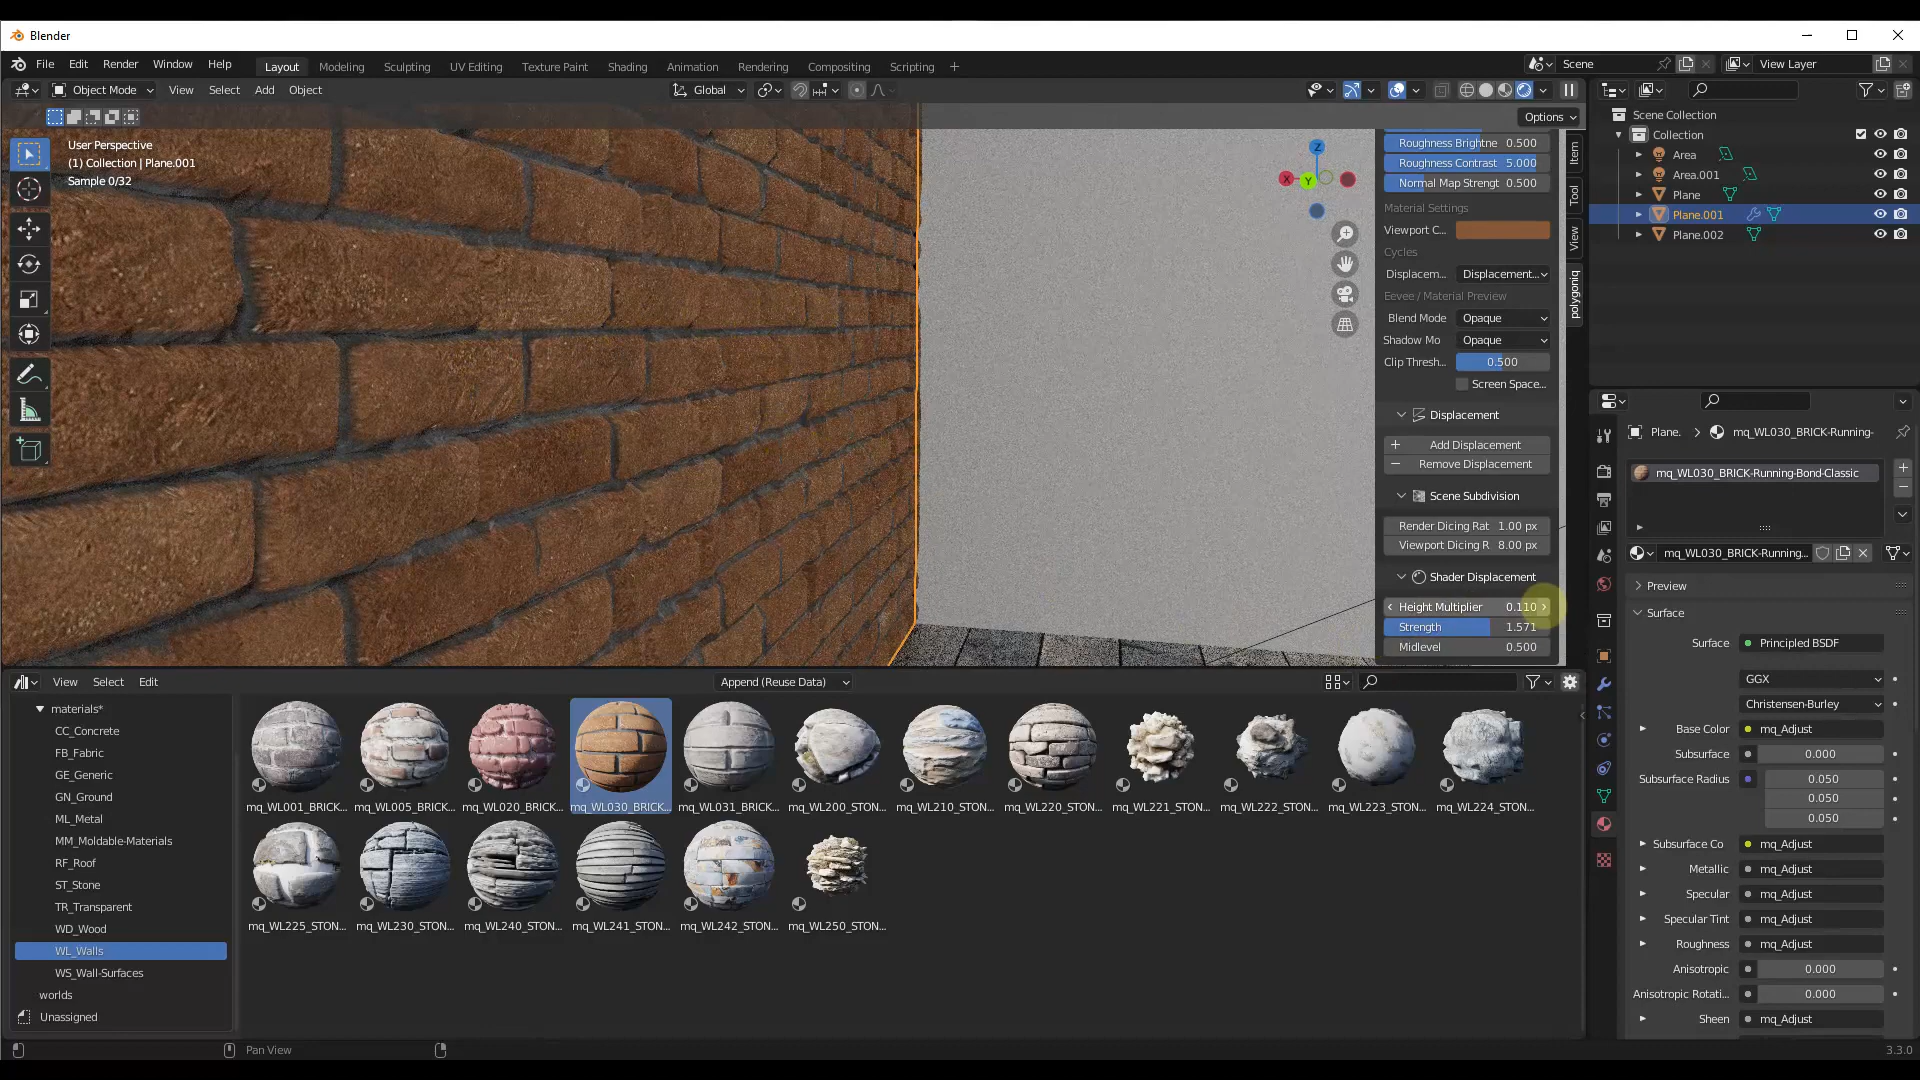 Blender
File Edit Render Window Help
Layout Modeling Sculpting UV Editing Texture Paint Shading Animation Rendering Compositing Scripting
Scene
View Layer
Object Mode View Select Add Object
Global
Options
User Perspective
(1) Collection | Plane.001
Sample 0/32
X Y Z
Roughness Brightne 0.500
Roughness Contrast 5.000
Normal Map Strengt 0.500
Material Settings
Viewport C...
Cycles
Displacem... Displacement...
Eevee / Material Preview
Blend Mode Opaque
Shadow Mo Opaque
Clip Thresh... 0.500
Screen Space...
Displacement
Add Displacement
Remove Displacement
Scene Subdivision
Render Dicing Rat 1.00 px
Viewport Dicing R 8.00 px
Shader Displacement
Height Multiplier 0.110
Strength 1.571
Midlevel 0.500
Item
Tool
View
polygoniq
Scene Collection
Collection
Area
Area.001
Plane
Plane.001
Plane.002
Plane. mq_WL030_BRICK-Running-
mq_WL030_BRICK-Running-Bond-Classic
mq_WL030_BRICK-Running...
Preview
Surface
Surface Principled BSDF
GGX
Christensen-Burley
Base Color mq_Adjust
Subsurface 0.000
Subsurface Radius 0.050
0.050
0.050
Subsurface Co mq_Adjust
Metallic mq_Adjust
Specular mq_Adjust
Specular Tint mq_Adjust
Roughness mq_Adjust
Anisotropic 0.000
Anisotropic Rotati... 0.000
Sheen mq_Adjust
View Select Edit
Append (Reuse Data)
materials*
CC_Concrete
FB_Fabric
GE_Generic
GN_Ground
ML_Metal
MM_Moldable-Materials
RF_Roof
ST_Stone
TR_Transparent
WD_Wood
WL_Walls
WS_Wall-Surfaces
worlds
Unassigned
mq_WL001_BRICK... mq_WL005_BRICK... mq_WL020_BRICK... mq_WL030_BRICK... mq_WL031_BRICK... mq_WL200_STON... mq_WL210_STON... mq_WL220_STON... mq_WL221_STON... mq_WL222_STON... mq_WL223_STON... mq_WL224_STON...
mq_WL225_STON... mq_WL230_STON... mq_WL240_STON... mq_WL241_STON... mq_WL242_STON... mq_WL250_STON...
Pan View
3.3.0